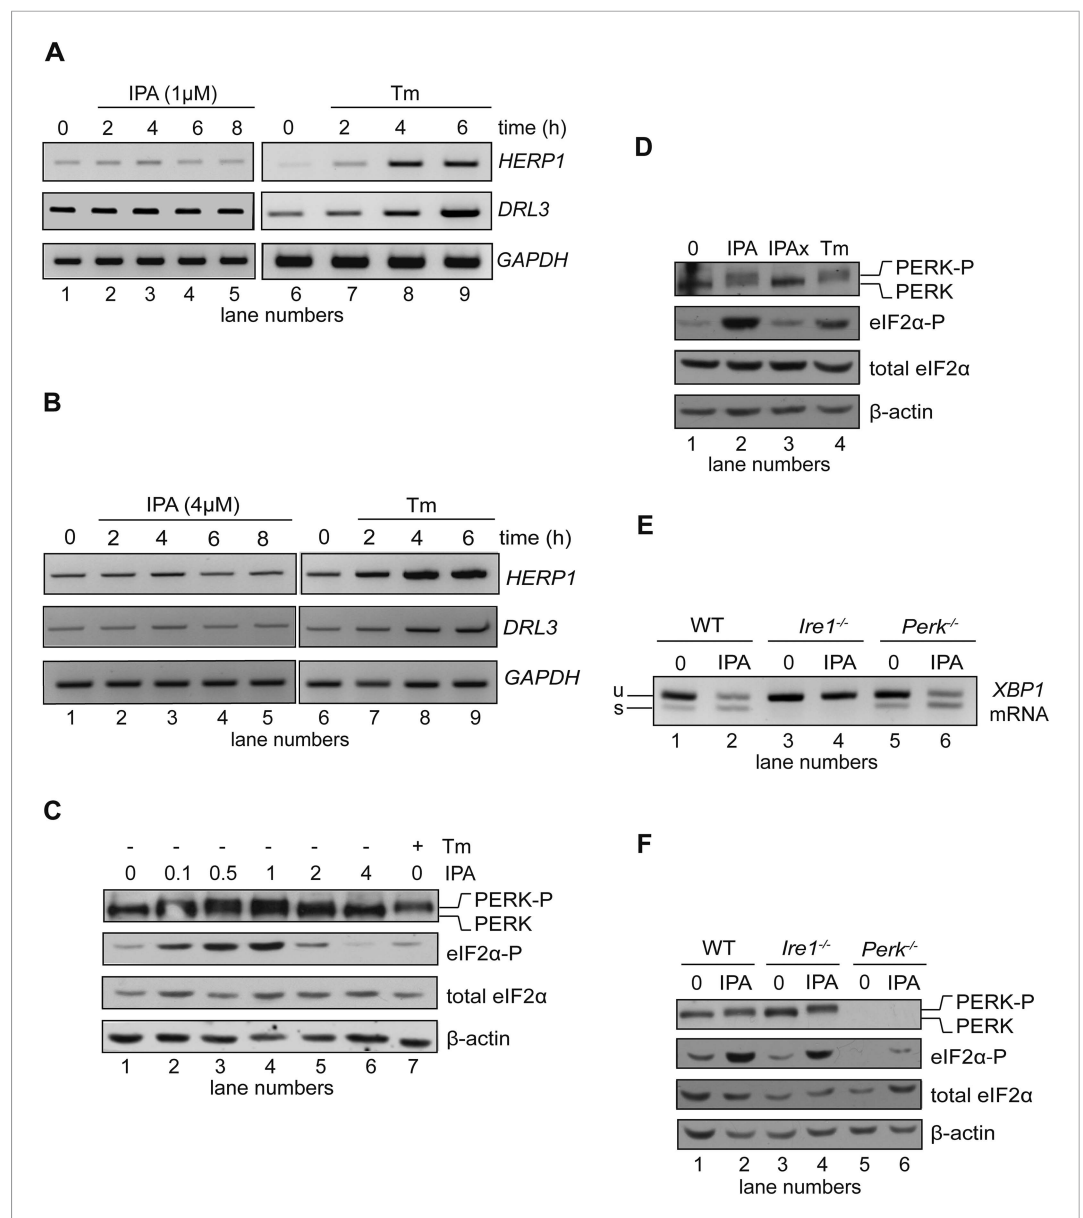 A
IPA (1μM) Tm
0 2 4 6 8 0 2 4 6 time (h)
HERP1
DRL3
GAPDH
1 2 3 4 5 6 7 8 9
lane numbers
B
IPA (4μM) Tm
0 2 4 6 8 0 2 4 6 time (h)
HERP1
DRL3
GAPDH
1 2 3 4 5 6 7 8 9
lane numbers
C
- - - - - - + Tm
0 0.1 0.5 1 2 4 0 IPA
PERK-P
PERK
eIF2α-P
total eIF2α
β-actin
1 2 3 4 5 6 7
lane numbers
D
0 IPA IPAx Tm
PERK-P
PERK
eIF2α-P
total eIF2α
β-actin
1 2 3 4
lane numbers
E
WT Ire1-/- Perk-/-
0 IPA 0 IPA 0 IPA
u
s
XBP1
mRNA
1 2 3 4 5 6
lane numbers
F
WT Ire1-/- Perk-/-
0 IPA 0 IPA 0 IPA
PERK-P
PERK
eIF2α-P
total eIF2α
β-actin
1 2 3 4 5 6
lane numbers